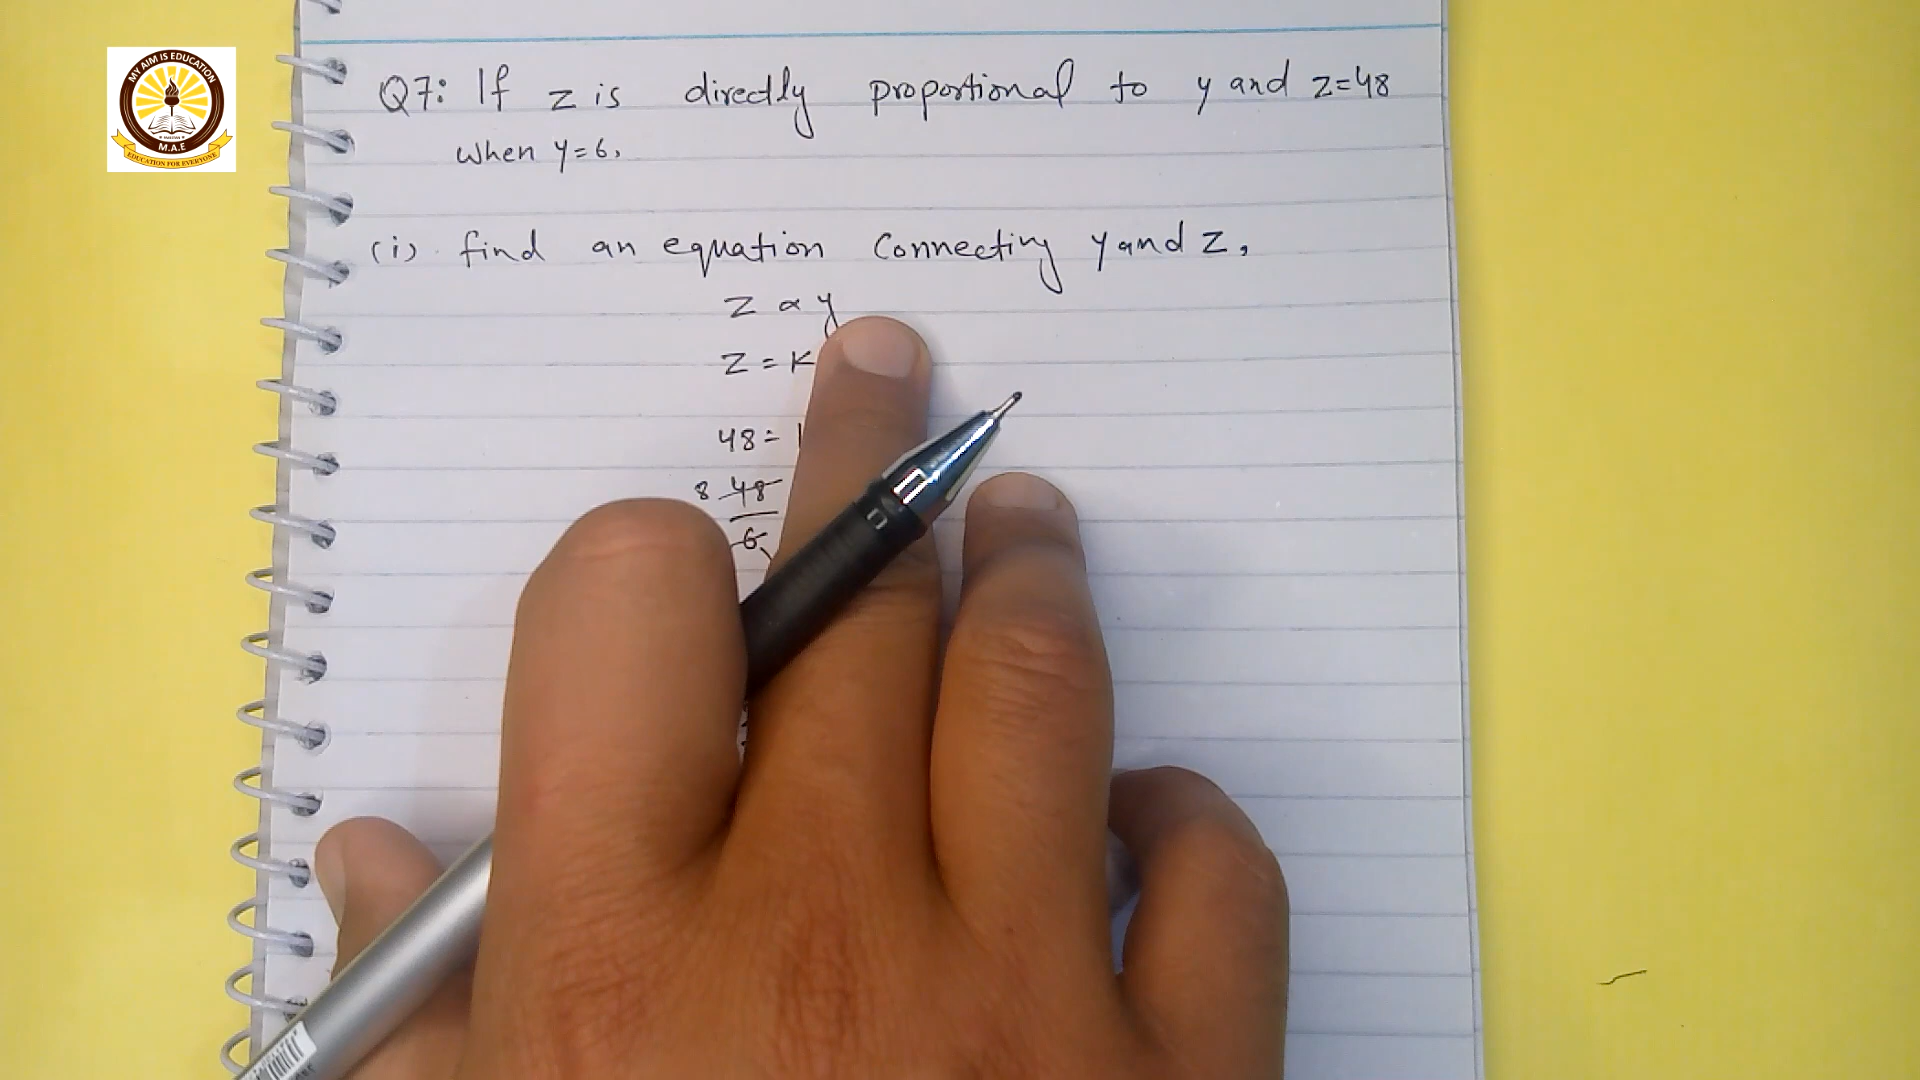 MY AIM IS EDUCATION
M.A.E
EDUCATION FOR EVERYONE
Q7: If z is directly proportional to y and z=48
when y=6,
(i) find an equation connecting y and z,
z ∝ y
z = k
48 =
8 48
6